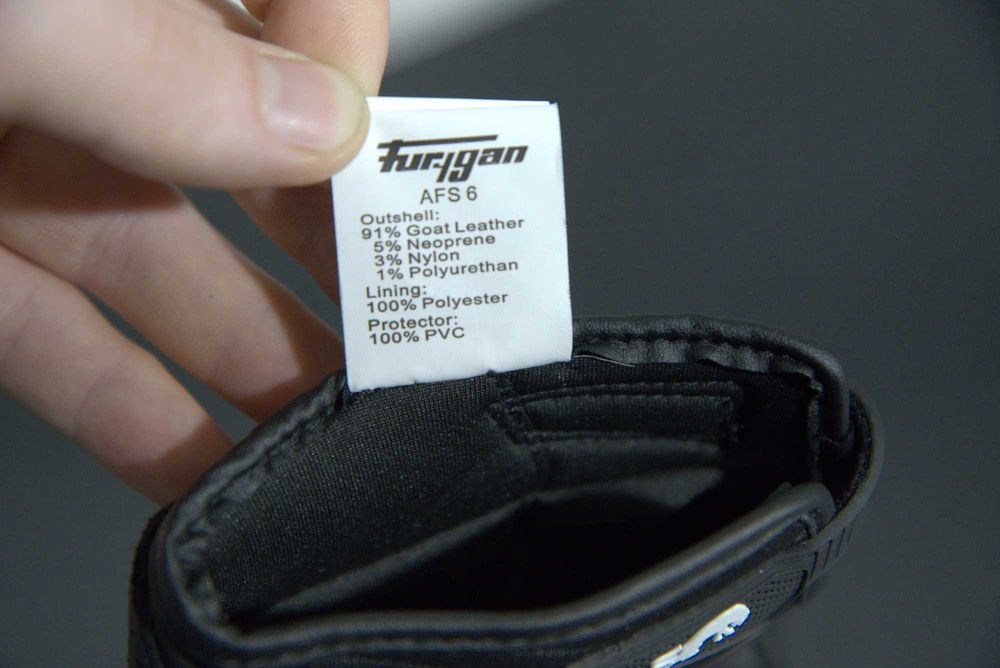 Furygan
AFS 6
Outshell:
91% Goat Leather
5% Neoprene
3% Nylon
1% Polyurethan
Lining:
100% Polyester
Protector:
100% PVC